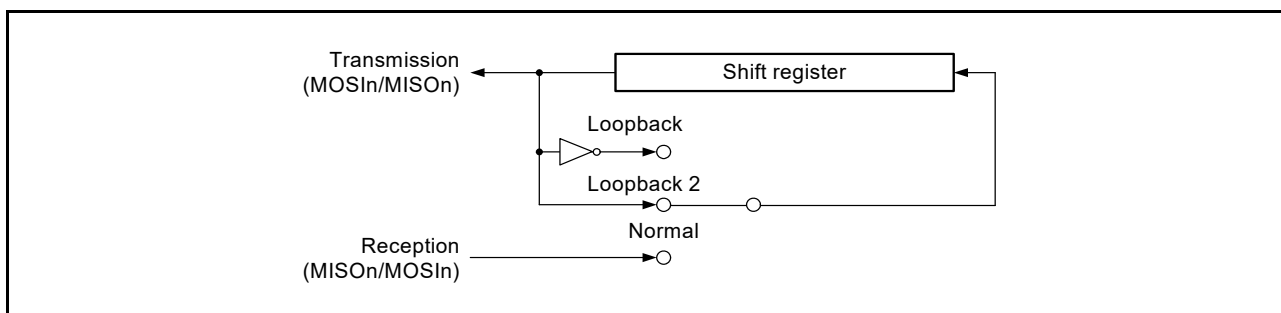 Transmission
(MOSIn/MISOn)
Shift register
Loopback
Loopback 2
Normal
Reception
(MISOn/MOSIn)